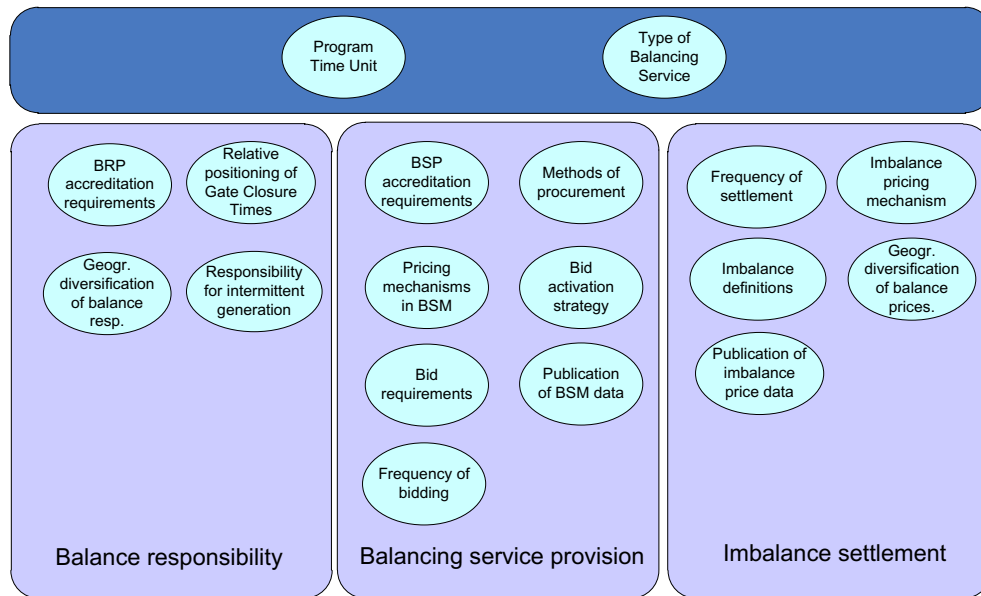 Program
Time Unit
Type of
Balancing
Service
BRP
accreditation
requirements
Relative
positioning of
Gate Closure
Times
Geogr.
diversification
of balance
resp.
Responsibility
for intermittent
generation
Balance responsibility
BSP
accreditation
requirements
Methods of
procurement
Pricing
mechanisms
in BSM
Bid
activation
strategy
Bid
requirements
Publication
of BSM data
Frequency of
bidding
Balancing service provision
Frequency of
settlement
Imbalance
pricing
mechanism
Imbalance
definitions
Geogr.
diversification
of balance
prices.
Publication of
imbalance
price data
Imbalance settlement